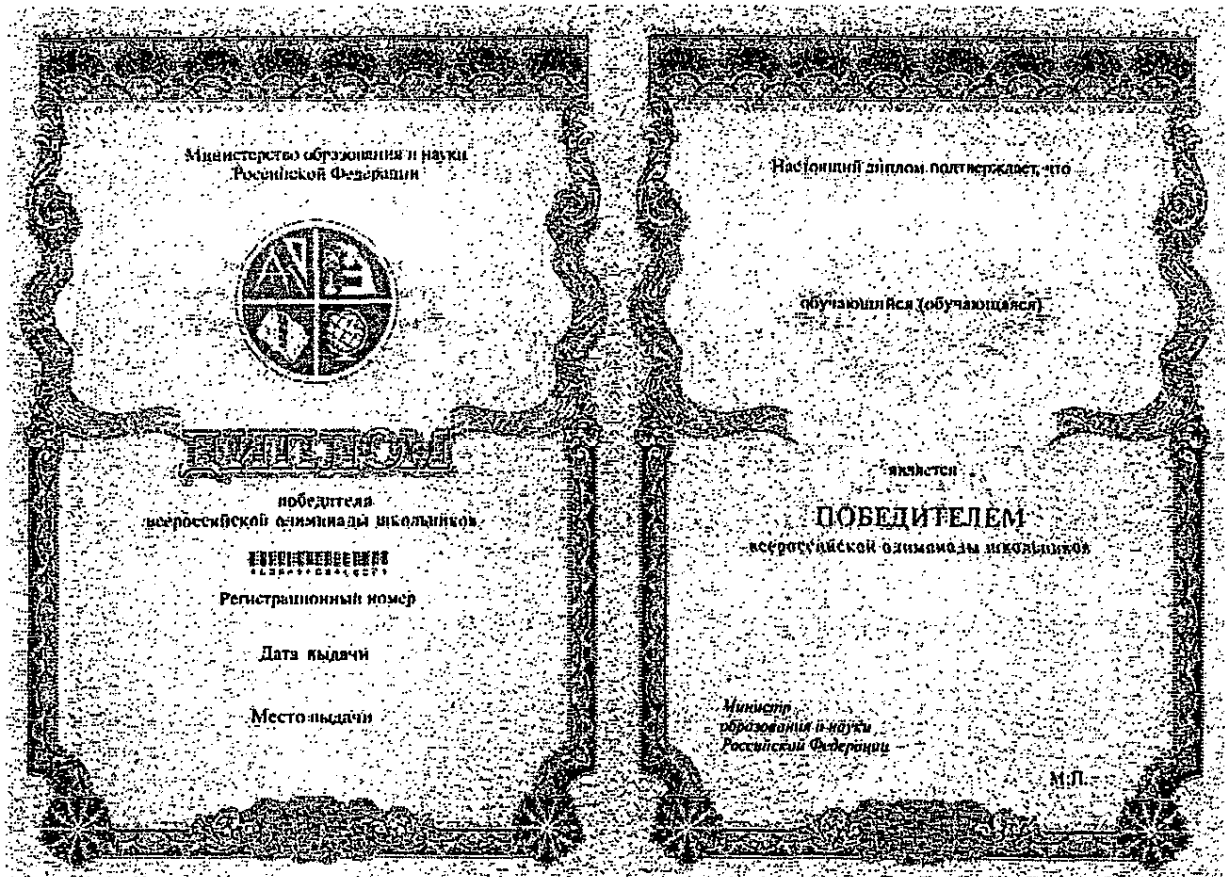 Министерство образования и науки
Российской Федерации
ДИПЛОМ
победителя
всероссийской олимпиады школьников
Регистрационный номер
Дата выдачи
Место выдачи
Настоящий диплом подтверждает, что
обучающийся (обучающаяся)
является
ПОБЕДИТЕЛЕМ
всероссийской олимпиады школьников
Министр
образования и науки
Российской Федерации
М.П.